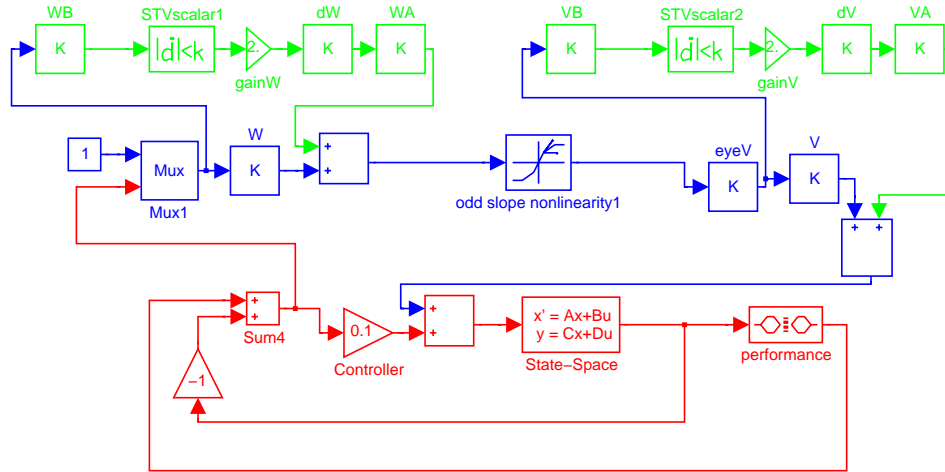 WB STVscalar1 dW WA VB STVscalar2 dV VA
K |ḋ|<k 2. K K K |ḋ|<k 2. K K
gainW gainV
W eyeV V
1 Mux K + + K K
Mux1 odd slope nonlinearity1
+ +
+ + Sum4 0.1 + + x' = Ax+Bu y = Cx+Du
Controller State−Space performance
−1